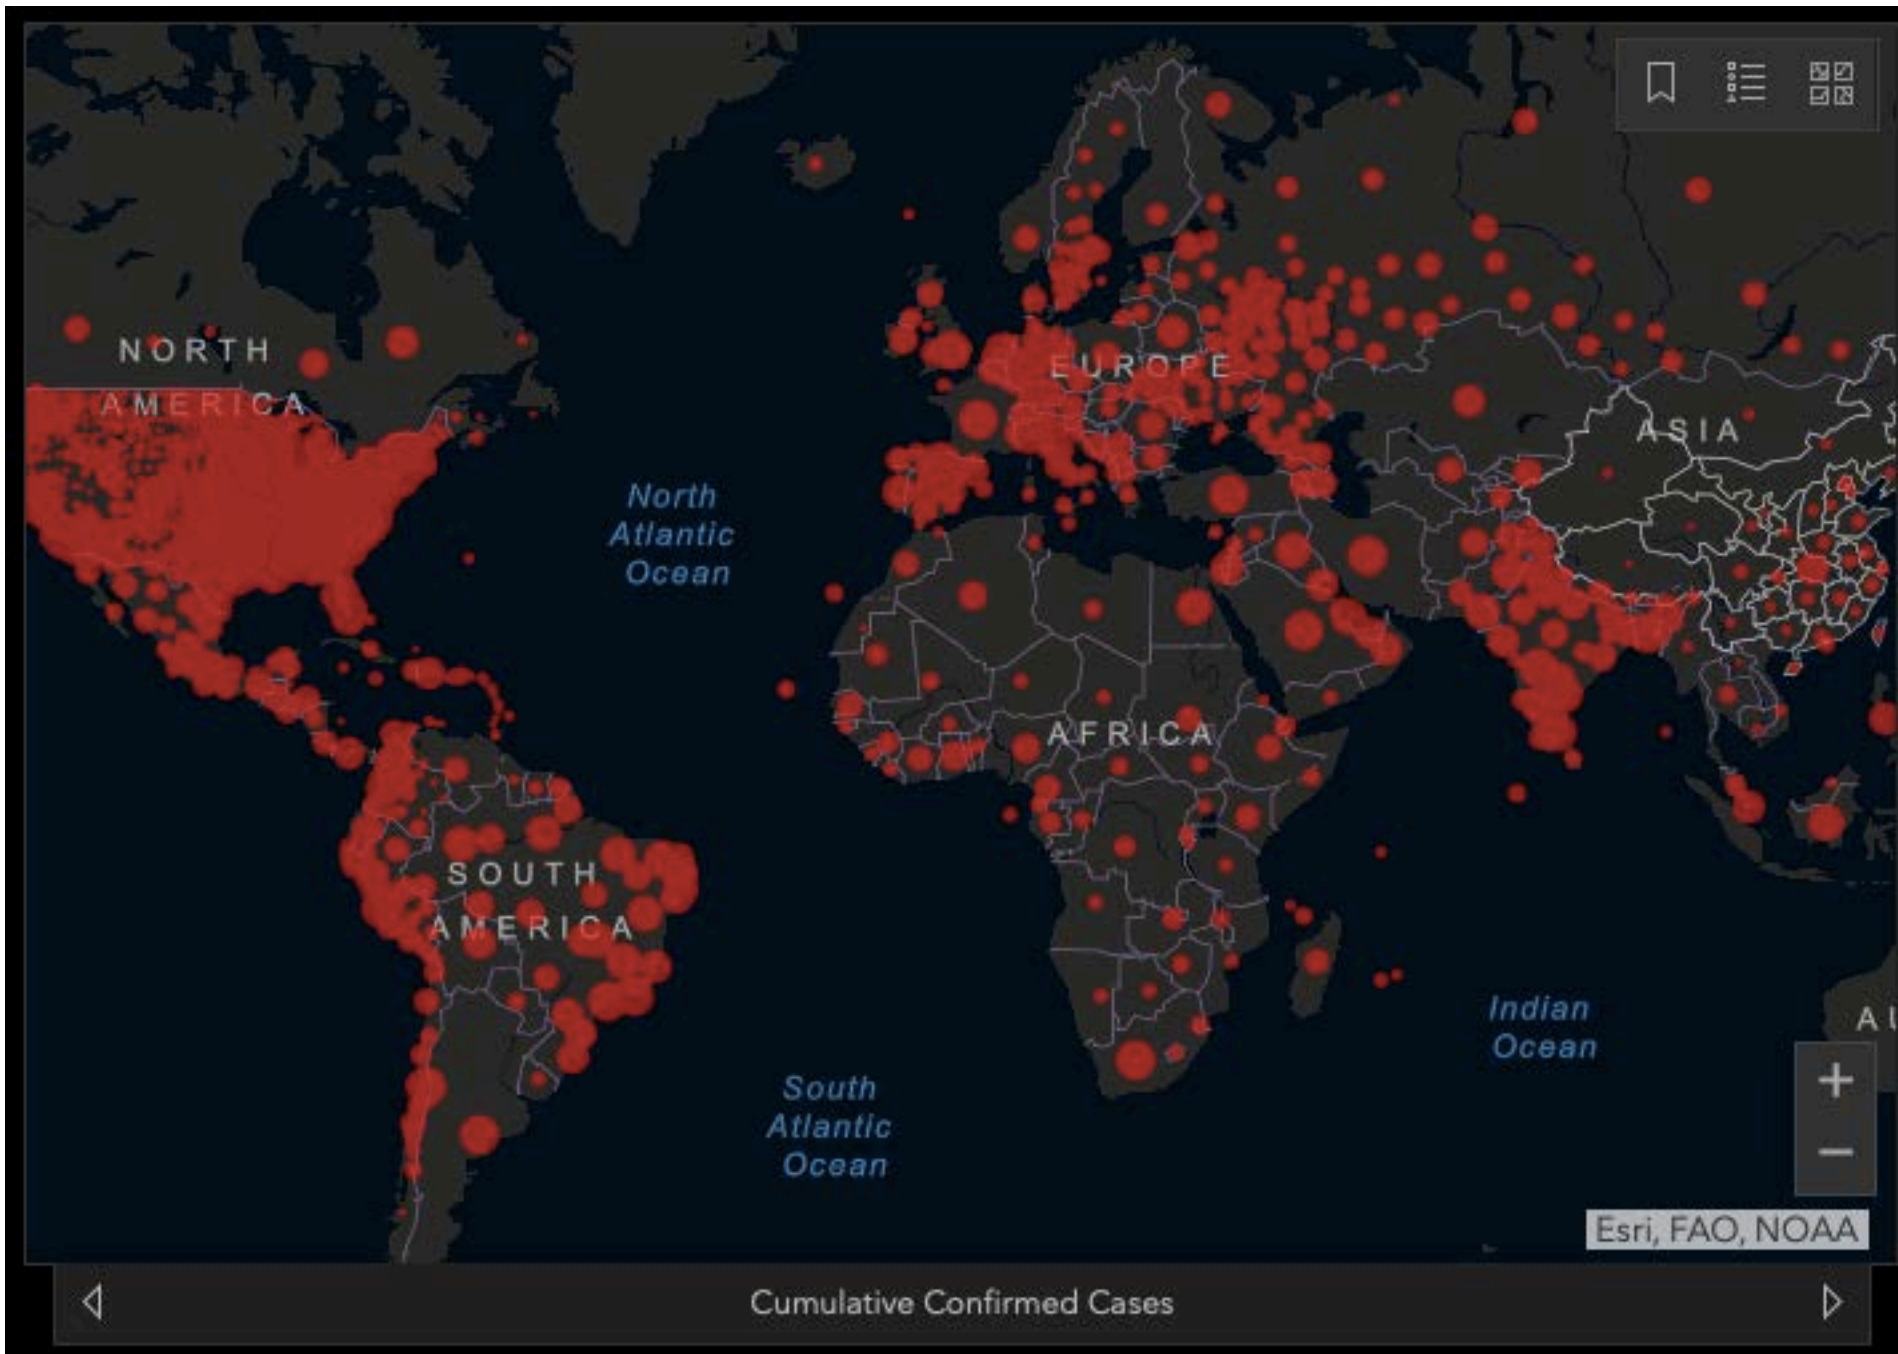 NORTH
AMERICA
EUROPE
ASIA
North
Atlantic
Ocean
AFRICA
SOUTH
AMERICA
Indian
Ocean
AU
South
Atlantic
Ocean
+
−
Esri, FAO, NOAA
Cumulative Confirmed Cases